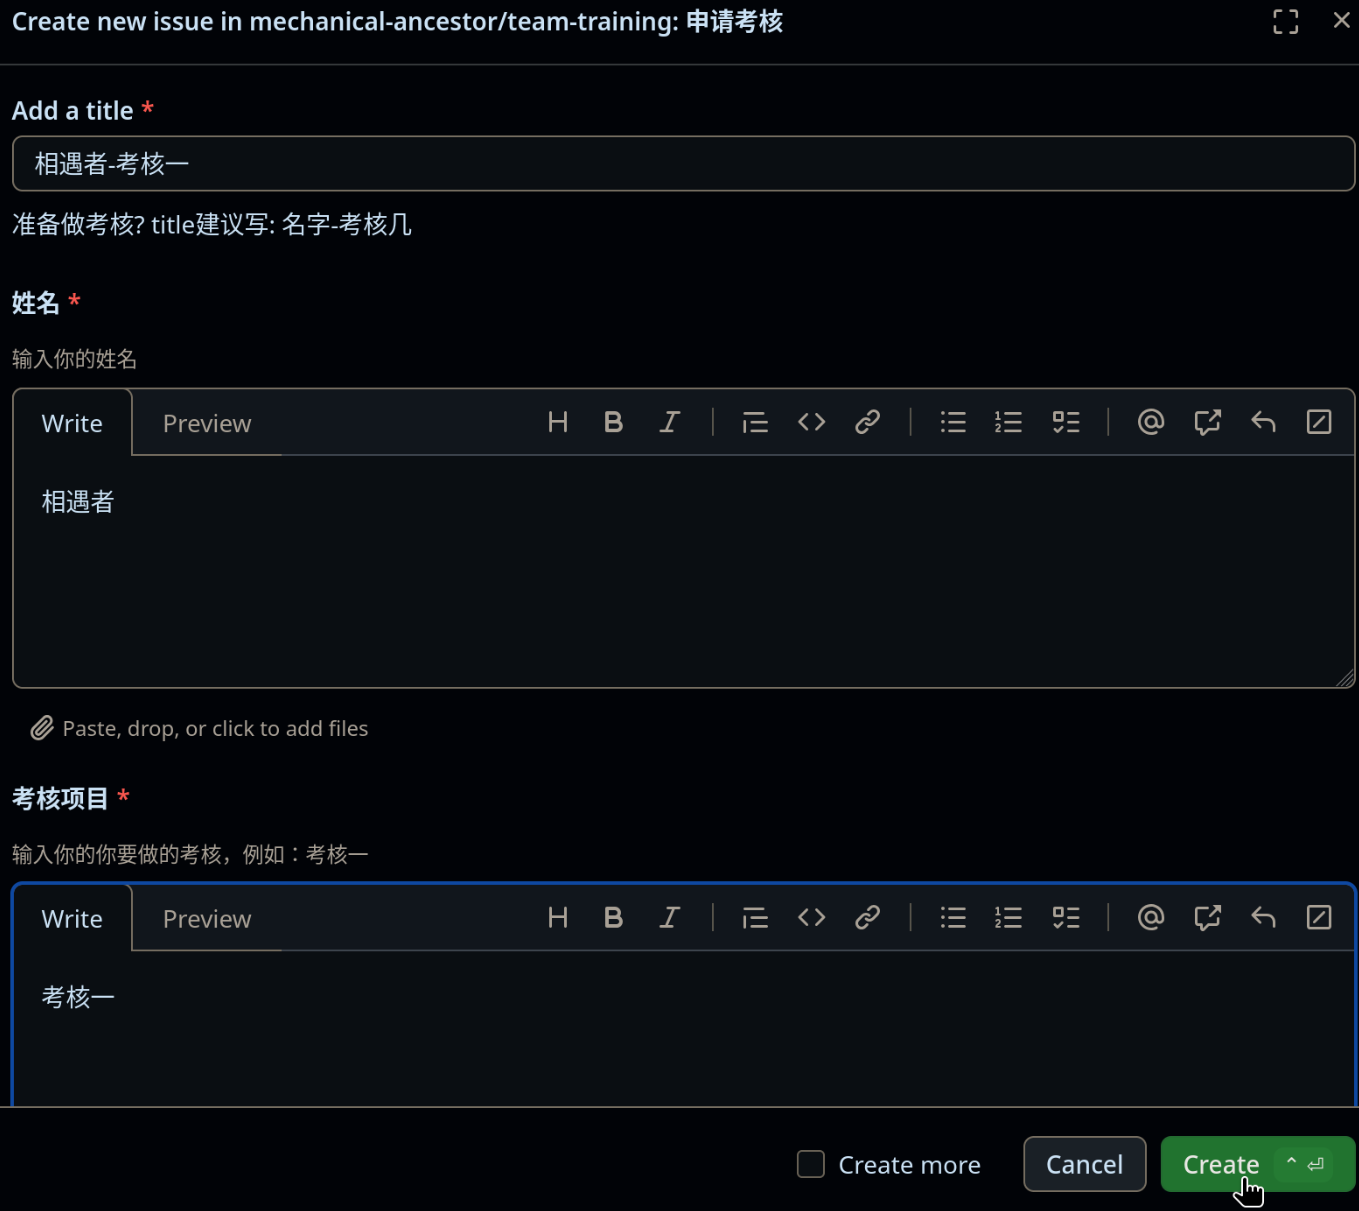 Create new issue in mechanical-ancestor/team-training: 申请考核
Add a title *
相遇者-考核一
准备做考核? title建议写: 名字-考核几
姓名 *
输入你的姓名
Write Preview
相遇者
Paste, drop, or click to add files
考核项目 *
输入你的你要做的考核，例如：考核一
Write Preview
考核一
Create more Cancel Create